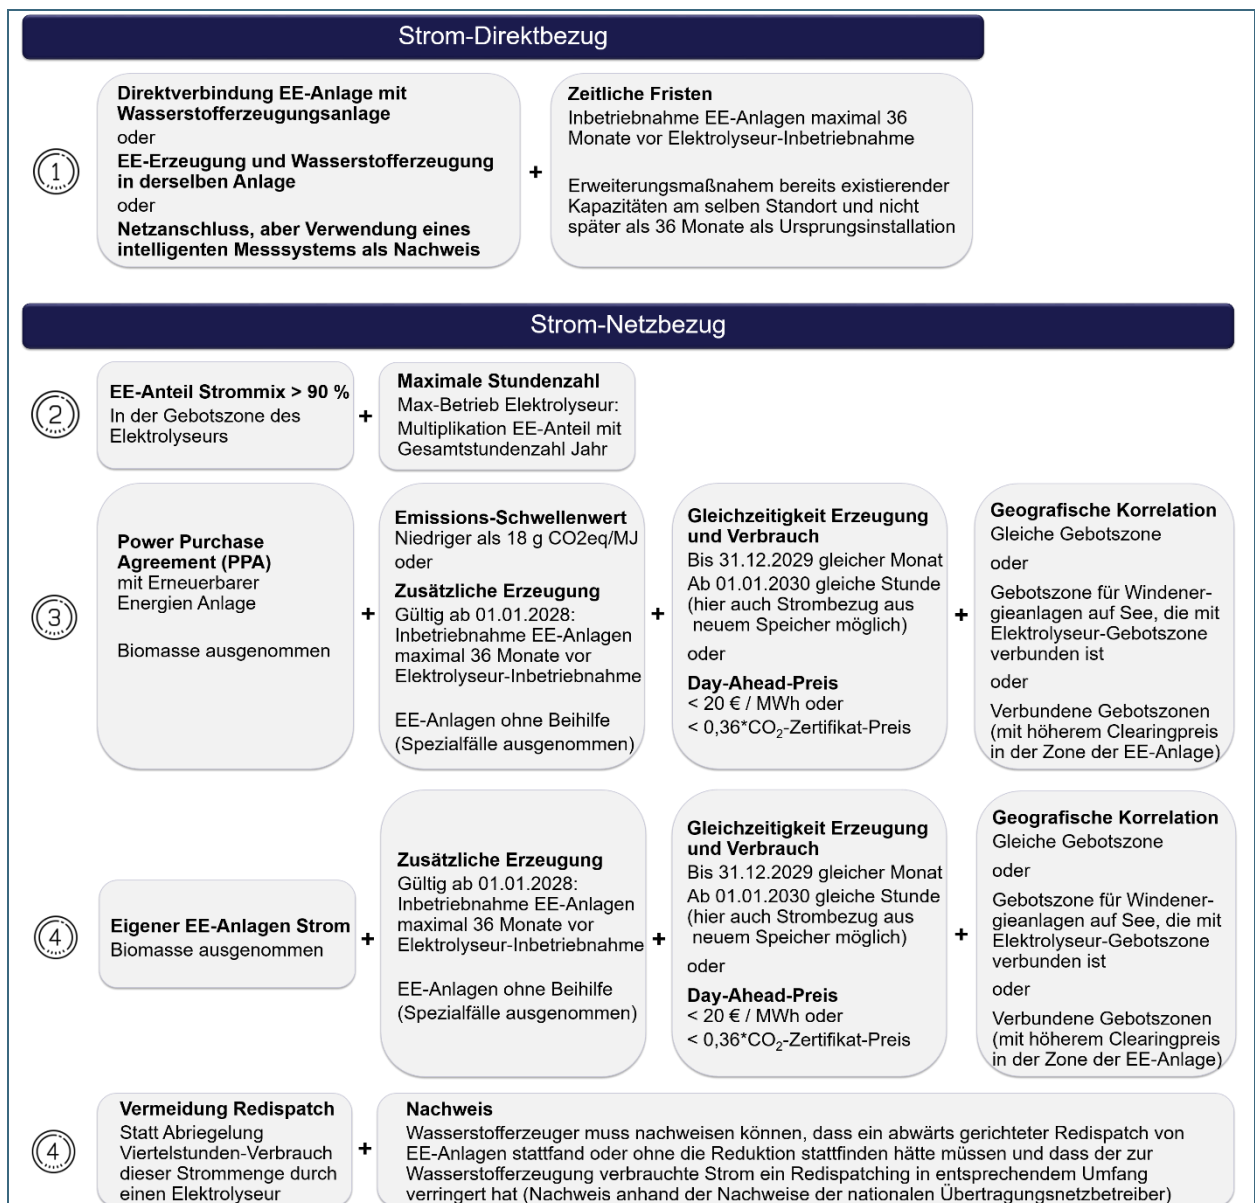 Strom-Direktbezug
1
Direktverbindung EE-Anlage mit
Wasserstofferzeugungsanlage
oder
EE-Erzeugung und Wasserstofferzeugung
in derselben Anlage
oder
Netzanschluss, aber Verwendung eines
intelligenten Messsystems als Nachweis
+
Zeitliche Fristen
Inbetriebnahme EE-Anlagen maximal 36
Monate vor Elektrolyseur-Inbetriebnahme
Erweiterungsmaßnahem bereits existierender
Kapazitäten am selben Standort und nicht
später als 36 Monate als Ursprungsinstallation
Strom-Netzbezug
2
EE-Anteil Strommix > 90 %
In der Gebotszone des
Elektrolyseurs
+
Maximale Stundenzahl
Max-Betrieb Elektrolyseur:
Multiplikation EE-Anteil mit
Gesamtstundenzahl Jahr
3
Power Purchase
Agreement (PPA)
mit Erneuerbarer
Energien Anlage
Biomasse ausgenommen
+
Emissions-Schwellenwert
Niedriger als 18 g CO2eq/MJ
oder
Zusätzliche Erzeugung
Gültig ab 01.01.2028:
Inbetriebnahme EE-Anlagen
maximal 36 Monate vor
Elektrolyseur-Inbetriebnahme
EE-Anlagen ohne Beihilfe
(Spezialfälle ausgenommen)
+
Gleichzeitigkeit Erzeugung
und Verbrauch
Bis 31.12.2029 gleicher Monat
Ab 01.01.2030 gleiche Stunde
(hier auch Strombezug aus
neuem Speicher möglich)
oder
Day-Ahead-Preis
< 20 € / MWh oder
< 0,36*CO₂-Zertifikat-Preis
+
Geografische Korrelation
Gleiche Gebotszone
oder
Gebotszone für Windener-
gieanlagen auf See, die mit
Elektrolyseur-Gebotszone
verbunden ist
oder
Verbundene Gebotszonen
(mit höherem Clearingpreis
in der Zone der EE-Anlage)
4
Eigener EE-Anlagen Strom
Biomasse ausgenommen
+
Zusätzliche Erzeugung
Gültig ab 01.01.2028:
Inbetriebnahme EE-Anlagen
maximal 36 Monate vor
Elektrolyseur-Inbetriebnahme
EE-Anlagen ohne Beihilfe
(Spezialfälle ausgenommen)
+
Gleichzeitigkeit Erzeugung
und Verbrauch
Bis 31.12.2029 gleicher Monat
Ab 01.01.2030 gleiche Stunde
(hier auch Strombezug aus
neuem Speicher möglich)
oder
Day-Ahead-Preis
< 20 € / MWh oder
< 0,36*CO₂-Zertifikat-Preis
+
Geografische Korrelation
Gleiche Gebotszone
oder
Gebotszone für Windener-
gieanlagen auf See, die mit
Elektrolyseur-Gebotszone
verbunden ist
oder
Verbundene Gebotszonen
(mit höherem Clearingpreis
in der Zone der EE-Anlage)
4
Vermeidung Redispatch
Statt Abriegelung
Viertelstunden-Verbrauch
dieser Strommenge durch
einen Elektrolyseur
+
Nachweis
Wasserstofferzeuger muss nachweisen können, dass ein abwärts gerichteter Redispatch von
EE-Anlagen stattfand oder ohne die Reduktion stattfinden hätte müssen und dass der zur
Wasserstofferzeugung verbrauchte Strom ein Redispatching in entsprechendem Umfang
verringert hat (Nachweis anhand der Nachweise der nationalen Übertragungsnetzbetreiber)